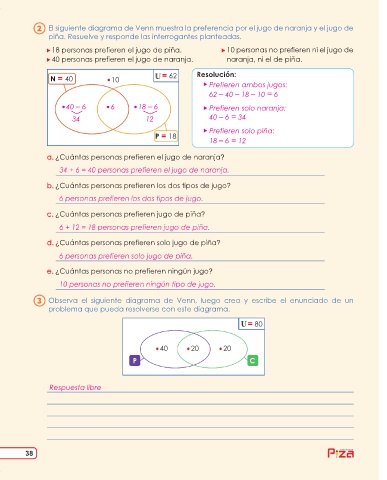 2 El siguiente diagrama de Venn muestra la preferencia por el jugo de naranja y el jugo de
piña. Resuelve y responde las interrogantes planteadas.
▸ 18 personas prefieren el jugo de piña.
▸ 40 personas prefieren el jugo de naranja.
▸ 10 personas no prefieren ni el jugo de
naranja, ni el de piña.
N = 40
• 10
U = 62
• 40 – 6
34
• 6
• 18 – 6
12
P = 18
Resolución:
▸ Prefieren ambos jugos:
62 – 40 – 18 – 10 = 6
▸ Prefieren solo naranja:
40 – 6 = 34
▸ Prefieren solo piña:
18 – 6 = 12
a. ¿Cuántas personas prefieren el jugo de naranja?
34 + 6 = 40 personas prefieren el jugo de naranja.
b. ¿Cuántas personas prefieren los dos tipos de jugo?
6 personas prefieren los dos tipos de jugo.
c. ¿Cuántas personas prefieren jugo de piña?
6 + 12 = 18 personas prefieren jugo de piña.
d. ¿Cuántas personas prefieren solo jugo de piña?
6 personas prefieren solo jugo de piña.
e. ¿Cuántas personas no prefieren ningún jugo?
10 personas no prefieren ningún tipo de jugo.
3 Observa el siguiente diagrama de Venn, luego crea y escribe el enunciado de un
problema que pueda resolverse con este diagrama.
U = 80
• 40
• 20
• 20
P
C
Respuesta libre
38
Piza